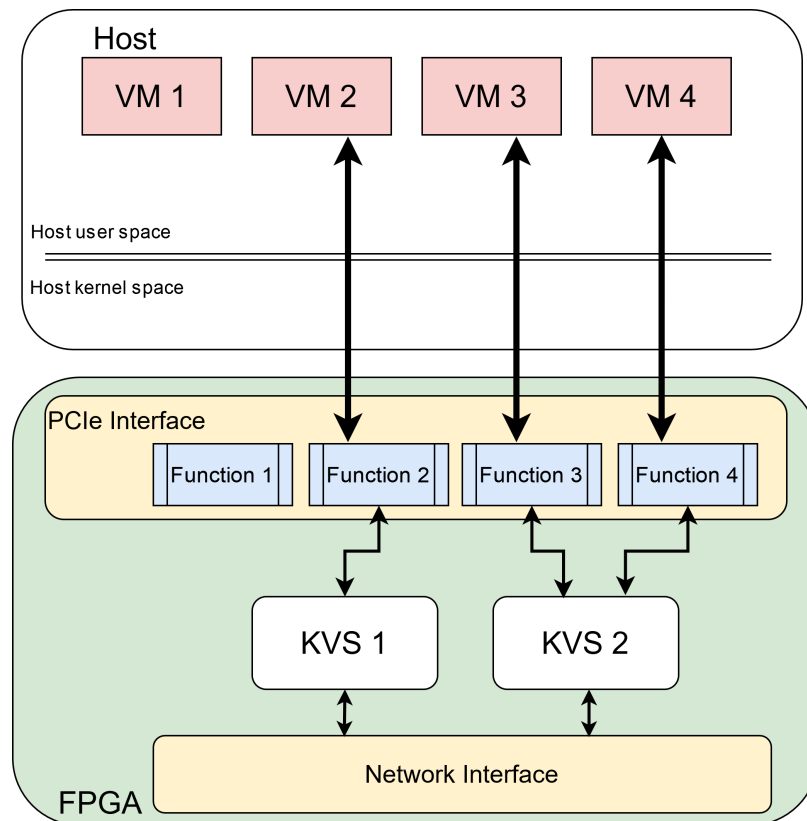 Host
VM 1
VM 2
VM 3
VM 4
Host user space
Host kernel space
PCIe Interface
Function 1
Function 2
Function 3
Function 4
KVS 1
KVS 2
Network Interface
FPGA